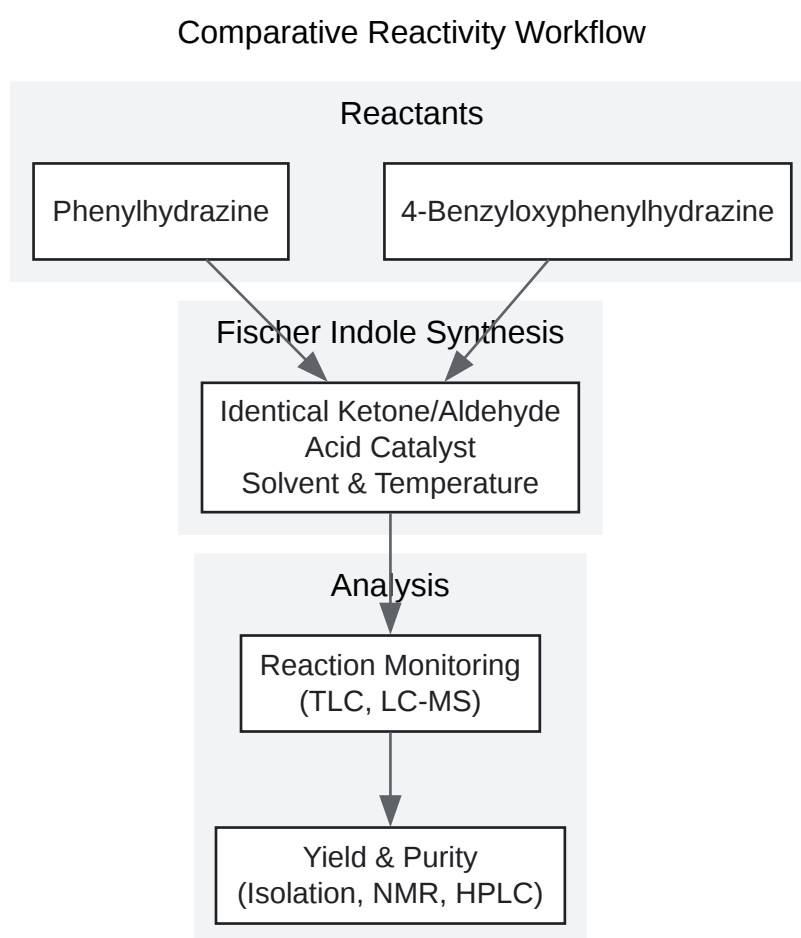 Comparative Reactivity Workflow
Reactants
Phenylhydrazine
4-Benzyloxyphenylhydrazine
Fischer Indole Synthesis
Identical Ketone/Aldehyde
Acid Catalyst
Solvent & Temperature
Analysis
Reaction Monitoring
(TLC, LC-MS)
Yield & Purity
(Isolation, NMR, HPLC)